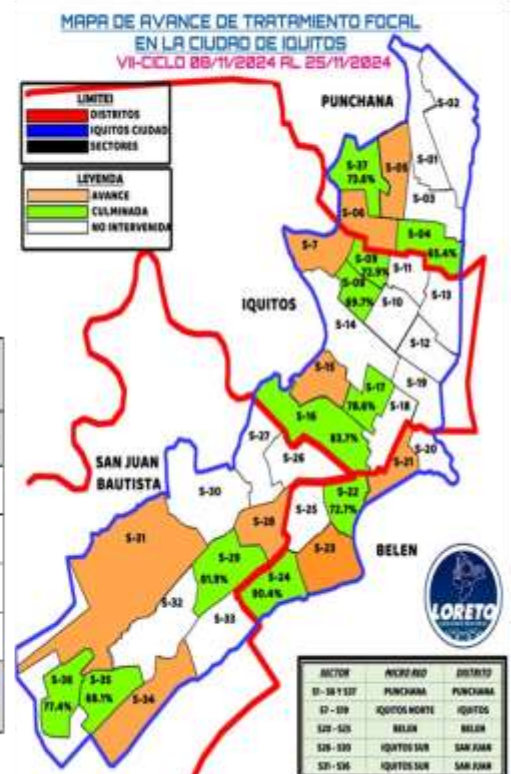 MAPA DE AVANCE DE TRATAMIENTO FOCAL
EN LA CIUDAD DE IQUITOS
VII-CICLO 08/11/2024 AL 25/11/2024
LIMITES
DISTRITOS
IQUITOS CIUDAD
SECTORES
LEYENDA
AVANCE
CULMINADA
NO INTERVENIDA
PUNCHANA
S-02
S-37
73.6%
S-05
S-01
S-03
S-06
S-04
65.4%
S-7
S-09
72.9%
S-11
S-08
69.7%
S-10
S-13
IQUITOS
S-14
S-12
S-15
S-17
78.6%
S-19
S-18
S-16
83.7%
S-27
S-26
S-20
S-21
SAN JUAN
BAUTISTA
S-30
S-25
S-22
72.7%
S-28
S-31
S-23
BELEN
S-29
81.9%
S-24
90.4%
S-32
S-33
S-36
77.4%
S-35
68.1%
S-34
LORETO
SECTOR MICRO RED DISTRITO
S1 - S6 Y S37 PUNCHANA PUNCHANA
S7 - S19 IQUITOS NORTE IQUITOS
S20 - S25 BELEN BELEN
S26 - S30 IQUITOS SUR SAN JUAN
S31 - S36 IQUITOS SUR SAN JUAN